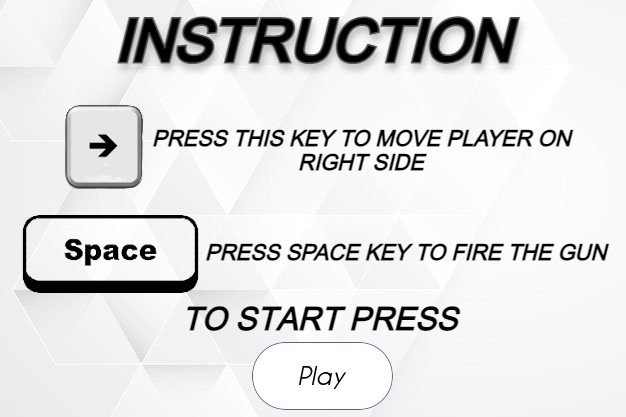 INSTRUCTION
➔ PRESS THIS KEY TO MOVE PLAYER ON
RIGHT SIDE
Space PRESS SPACE KEY TO FIRE THE GUN
TO START PRESS
Play